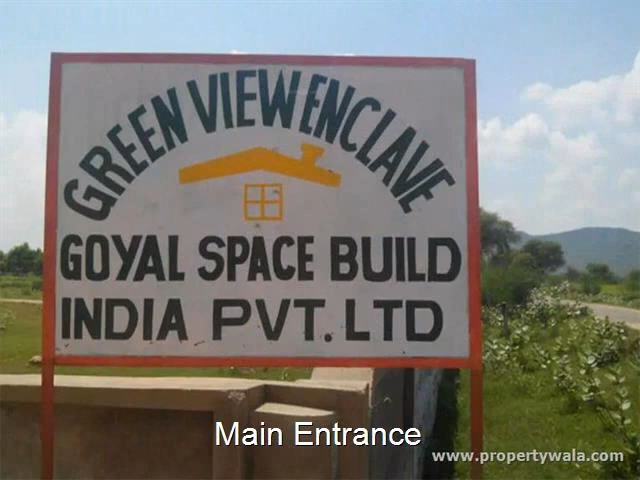 GREEN VIEW ENCLAVE
GOYAL SPACE BUILD
INDIA PVT. LTD
Main Entrance
www.propertywala.com